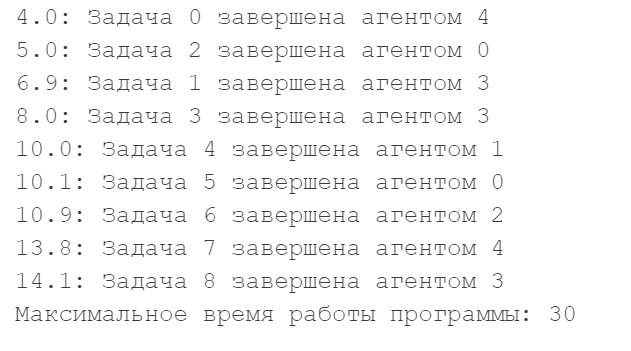 4.0: Задача 0 завершена агентом 4
5.0: Задача 2 завершена агентом 0
6.9: Задача 1 завершена агентом 3
8.0: Задача 3 завершена агентом 3
10.0: Задача 4 завершена агентом 1
10.1: Задача 5 завершена агентом 0
10.9: Задача 6 завершена агентом 2
13.8: Задача 7 завершена агентом 4
14.1: Задача 8 завершена агентом 3
Максимальное время работы программы: 30